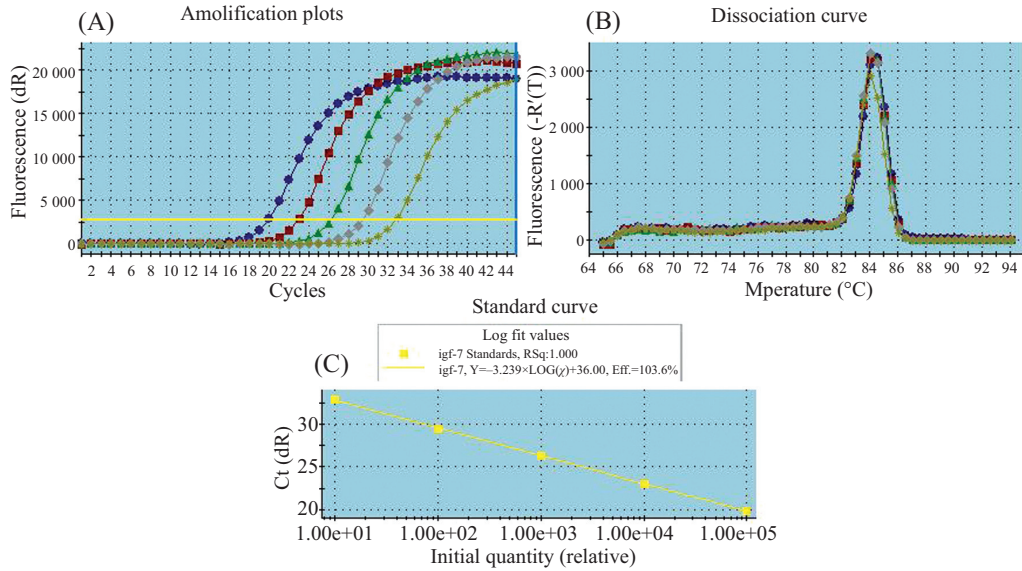 (A)
Amolification plots
Fluorescence (dR)
20 000
15 000
10 000
5 000
0
2 4 6 8 10 12 14 16 18 20 22 24 26 28 30 32 34 36 38 40 42 44
Cycles
(B)
Dissociation curve
Fluorescence (-R′(T))
3 000
2 000
1 000
0
64 66 68 70 72 74 76 78 80 82 84 86 88 90 92 94
Mperature (°C)
Standard curve
(C)
Log fit values
igf-7 Standards, RSq:1.000
igf-7, Y=–3.239×LOG(χ)+36.00, Eff.=103.6%
Ct (dR)
30
25
20
1.00e+01 1.00e+02 1.00e+03 1.00e+04 1.00e+05
Initial quantity (relative)